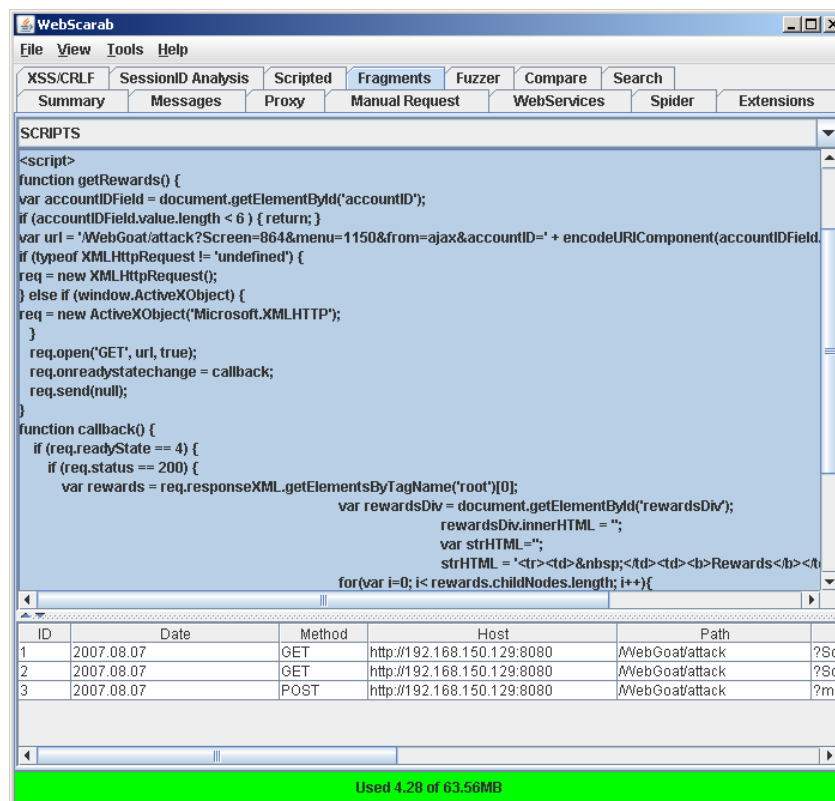 WebScarab
File View Tools Help
XSS/CRLF SessionID Analysis Scripted Fragments Fuzzer Compare Search
Summary Messages Proxy Manual Request WebServices Spider Extensions
SCRIPTS
<script>
function getRewards() {
var accountIDField = document.getElementById('accountID');
if (accountIDField.value.length < 6 ) { return; }
var url = '/WebGoat/attack?Screen=864&menu=1150&from=ajax&accountID=' + encodeURIComponent(accountIDField.
if (typeof XMLHttpRequest != 'undefined') {
req = new XMLHttpRequest();
} else if (window.ActiveXObject) {
req = new ActiveXObject('Microsoft.XMLHTTP');
}
req.open('GET', url, true);
req.onreadystatechange = callback;
req.send(null);
}
function callback() {
if (req.readyState == 4) {
if (req.status == 200) {
var rewards = req.responseXML.getElementsByTagName('root')[0];
var rewardsDiv = document.getElementById('rewardsDiv');
rewardsDiv.innerHTML = '';
var strHTML='';
strHTML = '<tr><td>&nbsp;</td><td><b>Rewards</b></t
for(var i=0; i< rewards.childNodes.length; i++){
ID Date Method Host Path
1 2007.08.07 GET http://192.168.150.129:8080 /WebGoat/attack ?Sc
2 2007.08.07 GET http://192.168.150.129:8080 /WebGoat/attack ?Sc
3 2007.08.07 POST http://192.168.150.129:8080 /WebGoat/attack ?m
Used 4.28 of 63.56MB